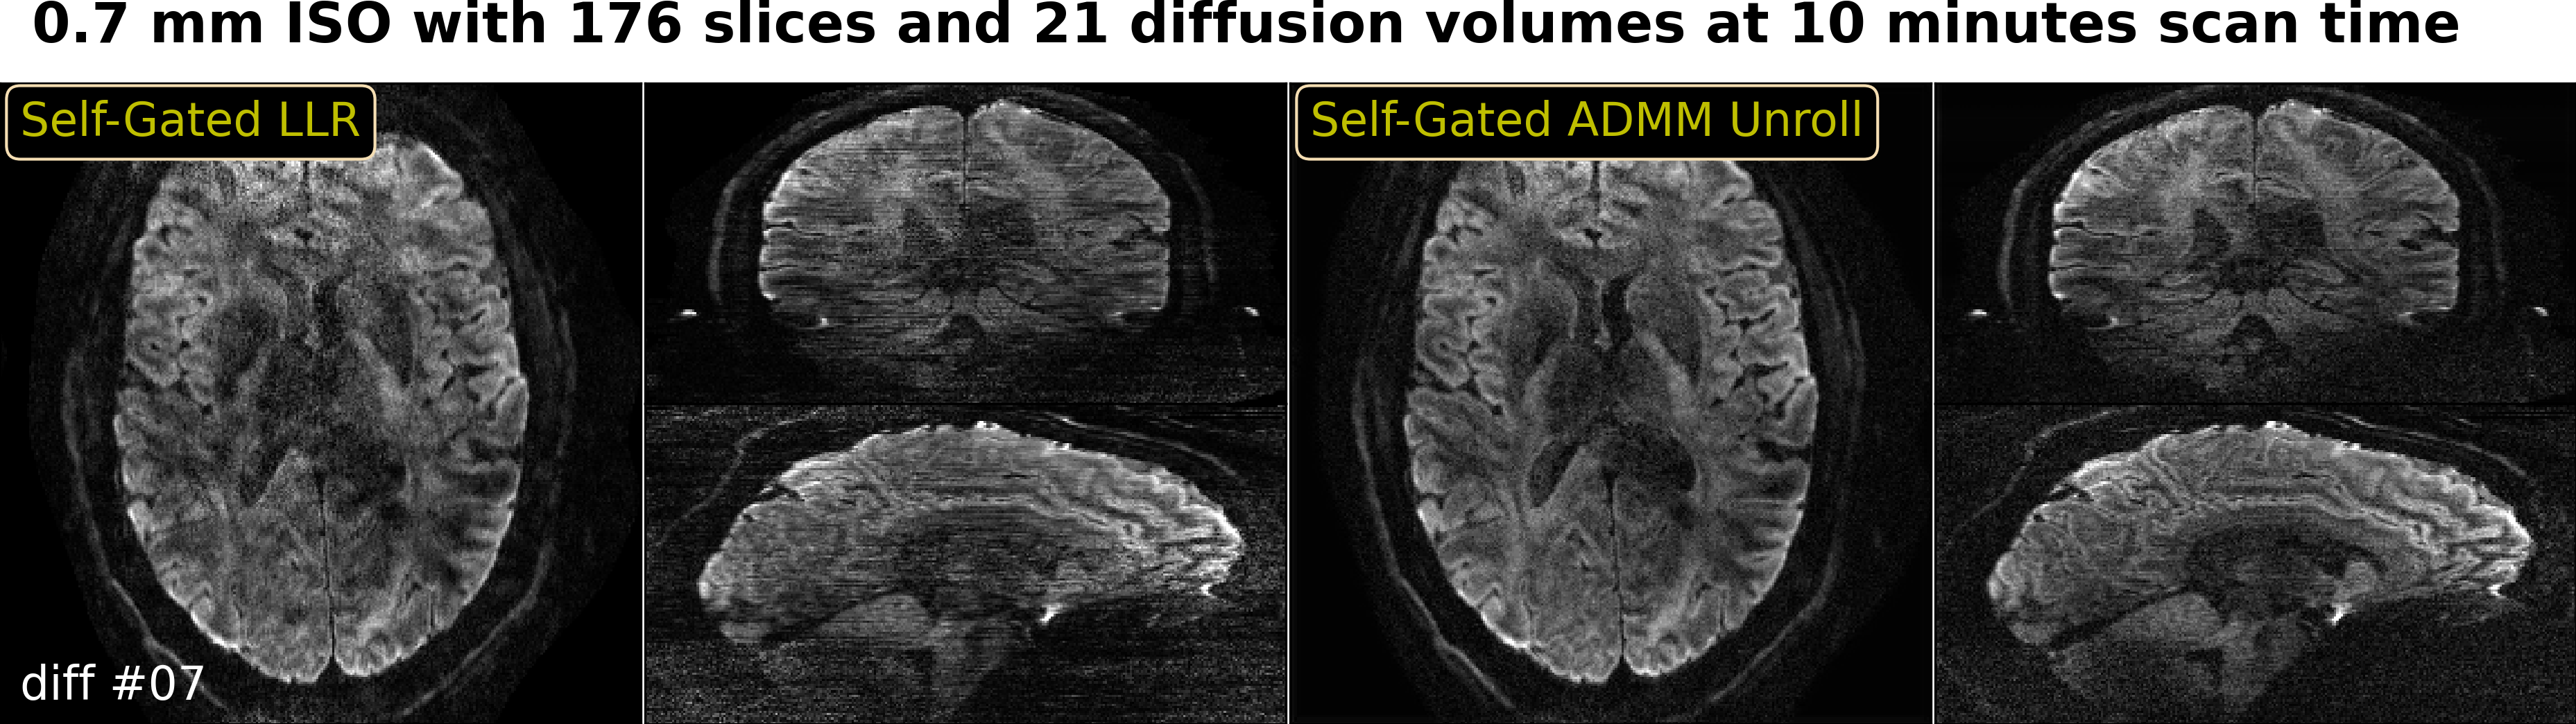 0.7 mm ISO with 176 slices and 21 diffusion volumes at 10 minutes scan time
Self-Gated LLR
Self-Gated ADMM Unroll
diff #07